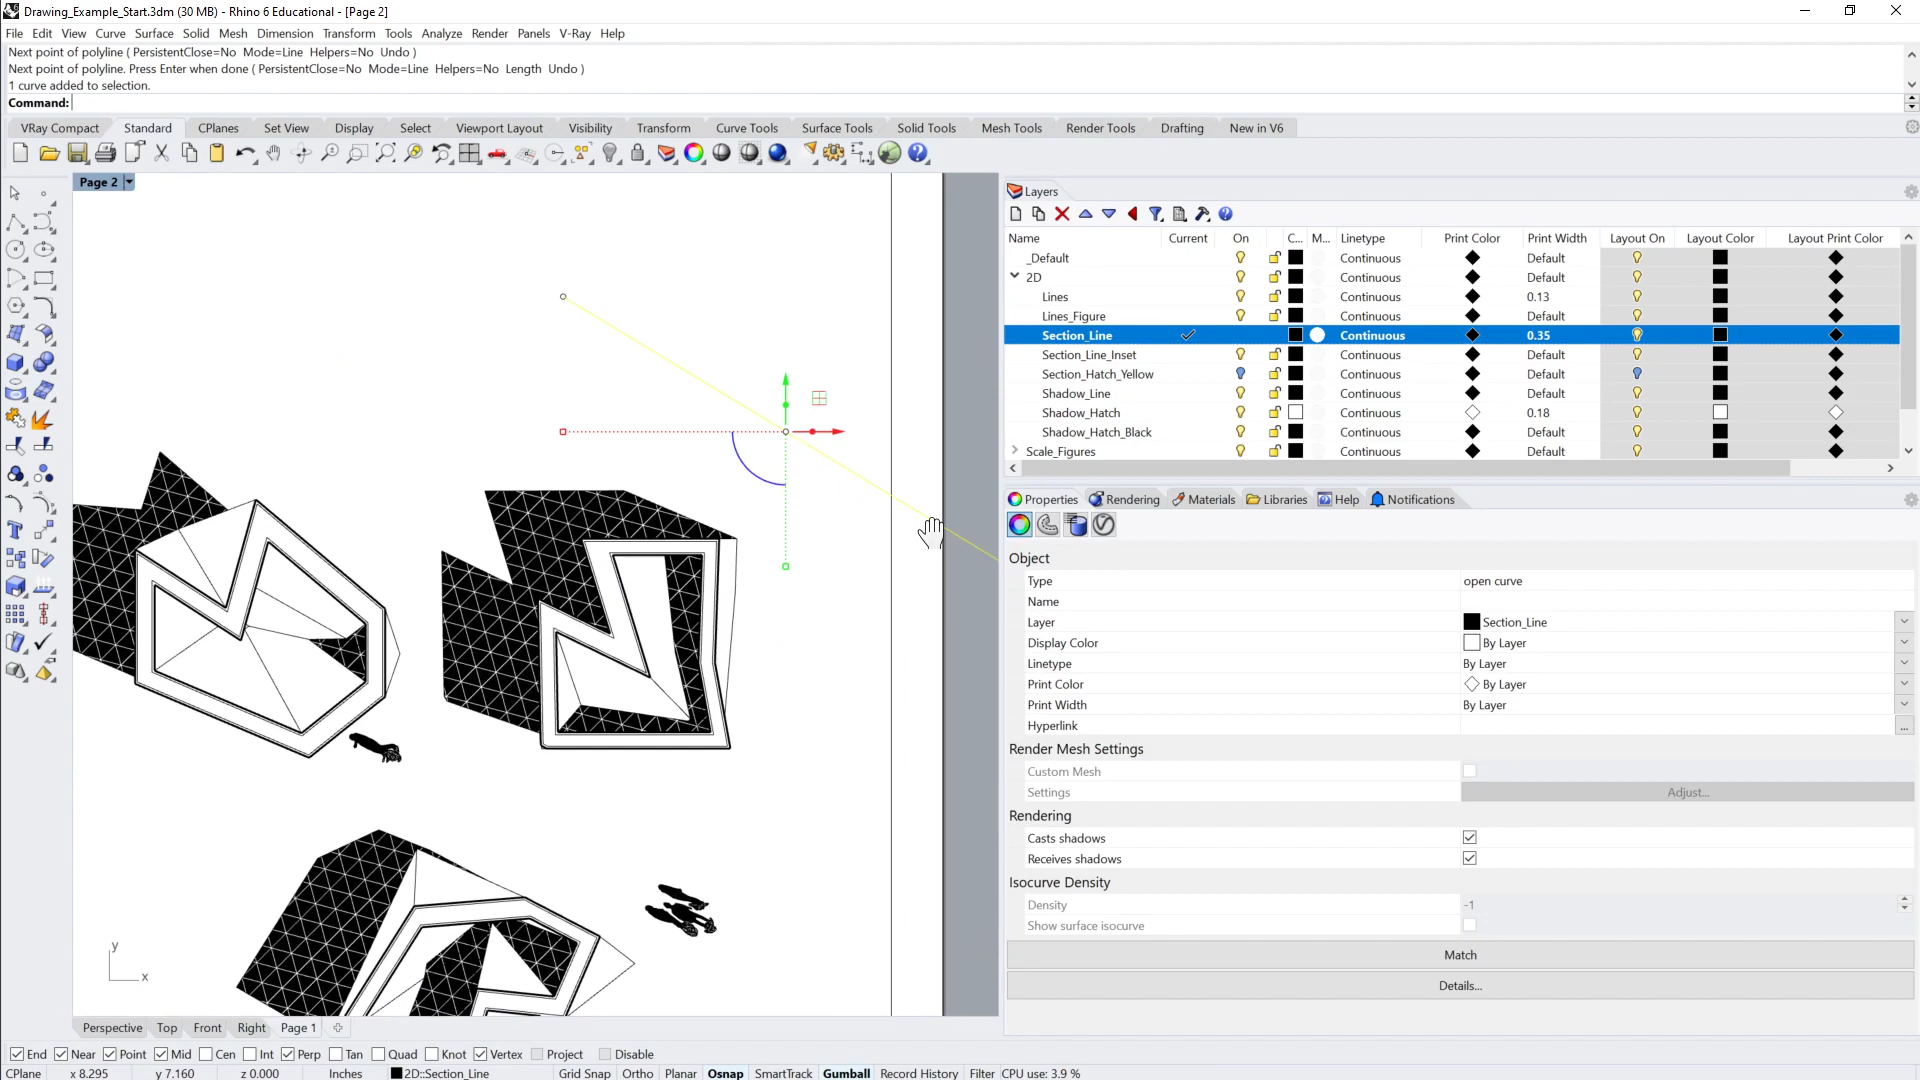 Drawing_Example_Start.3dm (30 MB) - Rhino 6 Educational - [Page 2]
File Edit View Curve Surface Solid Mesh Dimension Transform Tools Analyze Render Panels V-Ray Help
Next point of polyline ( PersistentClose=No Mode=Line Helpers=No Undo )
Next point of polyline. Press Enter when done ( PersistentClose=No Mode=Line Helpers=No Length Undo )
1 curve added to selection.
Command:
VRay Compact Standard CPlanes Set View Display Select Viewport Layout Visibility Transform Curve Tools Surface Tools Solid Tools Mesh Tools Render Tools Drafting New in V6
Page 2
Layers
Name Current On C... M... Linetype Print Color Print Width Layout On Layout Color Layout Print Color
_Default Continuous Default
2D Continuous Default
Lines Continuous 0.13
Lines_Figure Continuous Default
Section_Line Continuous 0.35
Section_Line_Inset Continuous Default
Section_Hatch_Yellow Continuous Default
Shadow_Line Continuous Default
Shadow_Hatch Continuous 0.18
Shadow_Hatch_Black Continuous Default
Scale_Figures Continuous Default
Properties Rendering Materials Libraries Help Notifications
Object
Type open curve
Name
Layer Section_Line
Display Color By Layer
Linetype By Layer
Print Color By Layer
Print Width By Layer
Hyperlink ...
Render Mesh Settings
Custom Mesh
Settings Adjust...
Rendering
Casts shadows
Receives shadows
Isocurve Density
Density -1
Show surface isocurve
Match
Details...
y
x
Perspective Top Front Right Page 1
End Near Point Mid Cen Int Perp Tan Quad Knot Vertex Project Disable
CPlane x 8.295 y 7.160 z 0.000 Inches 2D::Section_Line Grid Snap Ortho Planar Osnap SmartTrack Gumball Record History Filter CPU use: 3.9 %